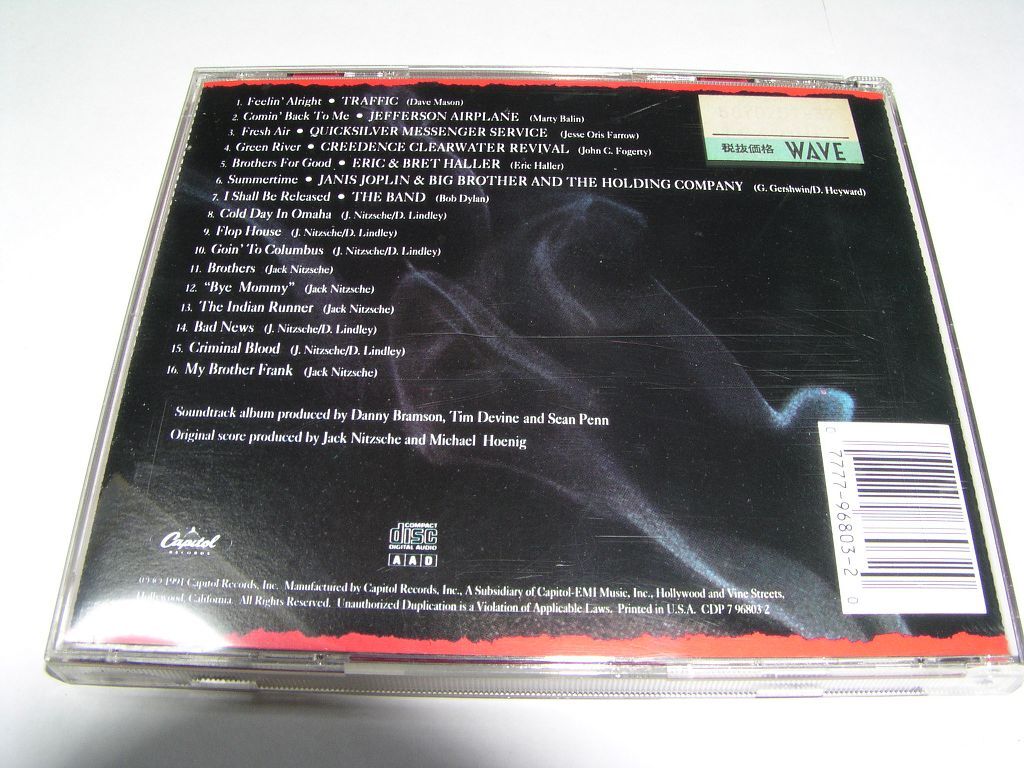 1. Feelin' Alright • TRAFFIC (Dave Mason)
2. Comin' Back To Me • JEFFERSON AIRPLANE (Marty Balin)
3. Fresh Air • QUICKSILVER MESSENGER SERVICE (Jesse Oris Farrow)
4. Green River • CREEDENCE CLEARWATER REVIVAL (John C. Fogerty)
5. Brothers For Good • ERIC & BRET HALLER (Eric Haller)
6. Summertime • JANIS JOPLIN & BIG BROTHER AND THE HOLDING COMPANY (G. Gershwin/D. Heyward)
7. I Shall Be Released • THE BAND (Bob Dylan)
8. Cold Day In Omaha (J. Nitzsche/D. Lindley)
9. Flop House (J. Nitzsche/D. Lindley)
10. Goin' To Columbus (J. Nitzsche/D. Lindley)
11. Brothers (Jack Nitzsche)
12. "Bye Mommy" (Jack Nitzsche)
13. The Indian Runner (Jack Nitzsche)
14. Bad News (J. Nitzsche/D. Lindley)
15. Criminal Blood (J. Nitzsche/D. Lindley)
16. My Brother Frank (Jack Nitzsche)
税抜価格 WAVE
Soundtrack album produced by Danny Bramson, Tim Devine and Sean Penn
Original score produced by Jack Nitzsche and Michael Hoenig
0 7777-96803-2 0
Capitol
RECORDS
COMPACT
disc
DIGITAL AUDIO
AAD
1991 Capitol Records, Inc. Manufactured by Capitol Records, Inc., A Subsidiary of Capitol-EMI Music, Inc., Hollywood and Vine Streets,
Hollywood, California. All Rights Reserved. Unauthorized Duplication is a Violation of Applicable Laws. Printed in U.S.A. CDP 7 96803 2